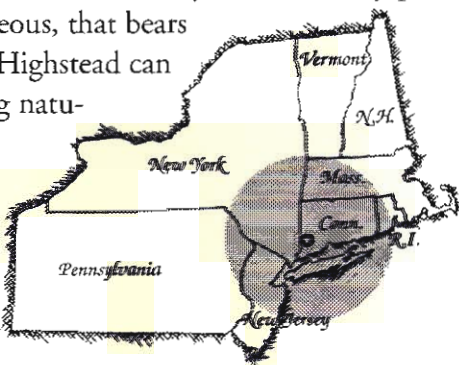 eous, that bears
Highstead can
g natu-
Vermont
N.H.
New York
Mass.
Conn.
R.I.
Pennsylvania
New Jersey